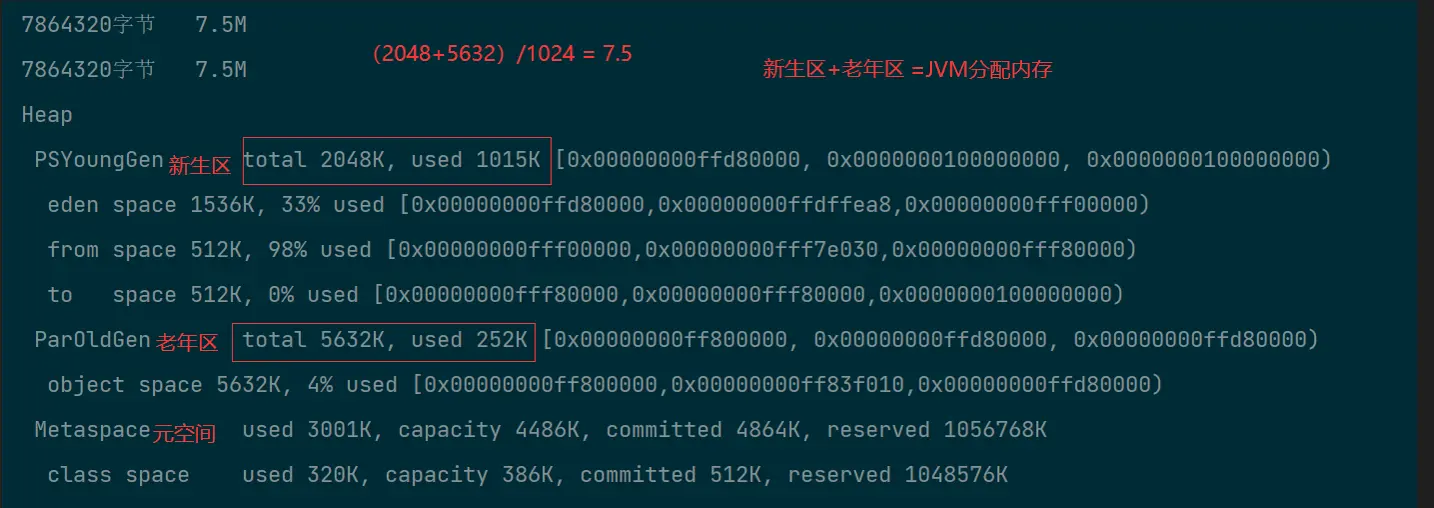 7864320字节 7.5M
（2048+5632）/1024 = 7.5
7864320字节 7.5M
新生区+老年区 =JVM分配内存
Heap
PSYoungGen 新生区 total 2048K, used 1015K [0x00000000ffd80000, 0x0000000100000000, 0x0000000100000000)
eden space 1536K, 33% used [0x00000000ffd80000,0x00000000ffdffea8,0x00000000fff00000)
from space 512K, 98% used [0x00000000fff00000,0x00000000fff7e030,0x00000000fff80000)
to space 512K, 0% used [0x00000000fff80000,0x00000000fff80000,0x0000000100000000)
ParOldGen 老年区 total 5632K, used 252K [0x00000000ff800000, 0x00000000ffd80000, 0x00000000ffd80000)
object space 5632K, 4% used [0x00000000ff800000,0x00000000ff83f010,0x00000000ffd80000)
Metaspace 元空间 used 3001K, capacity 4486K, committed 4864K, reserved 1056768K
class space used 320K, capacity 386K, committed 512K, reserved 1048576K